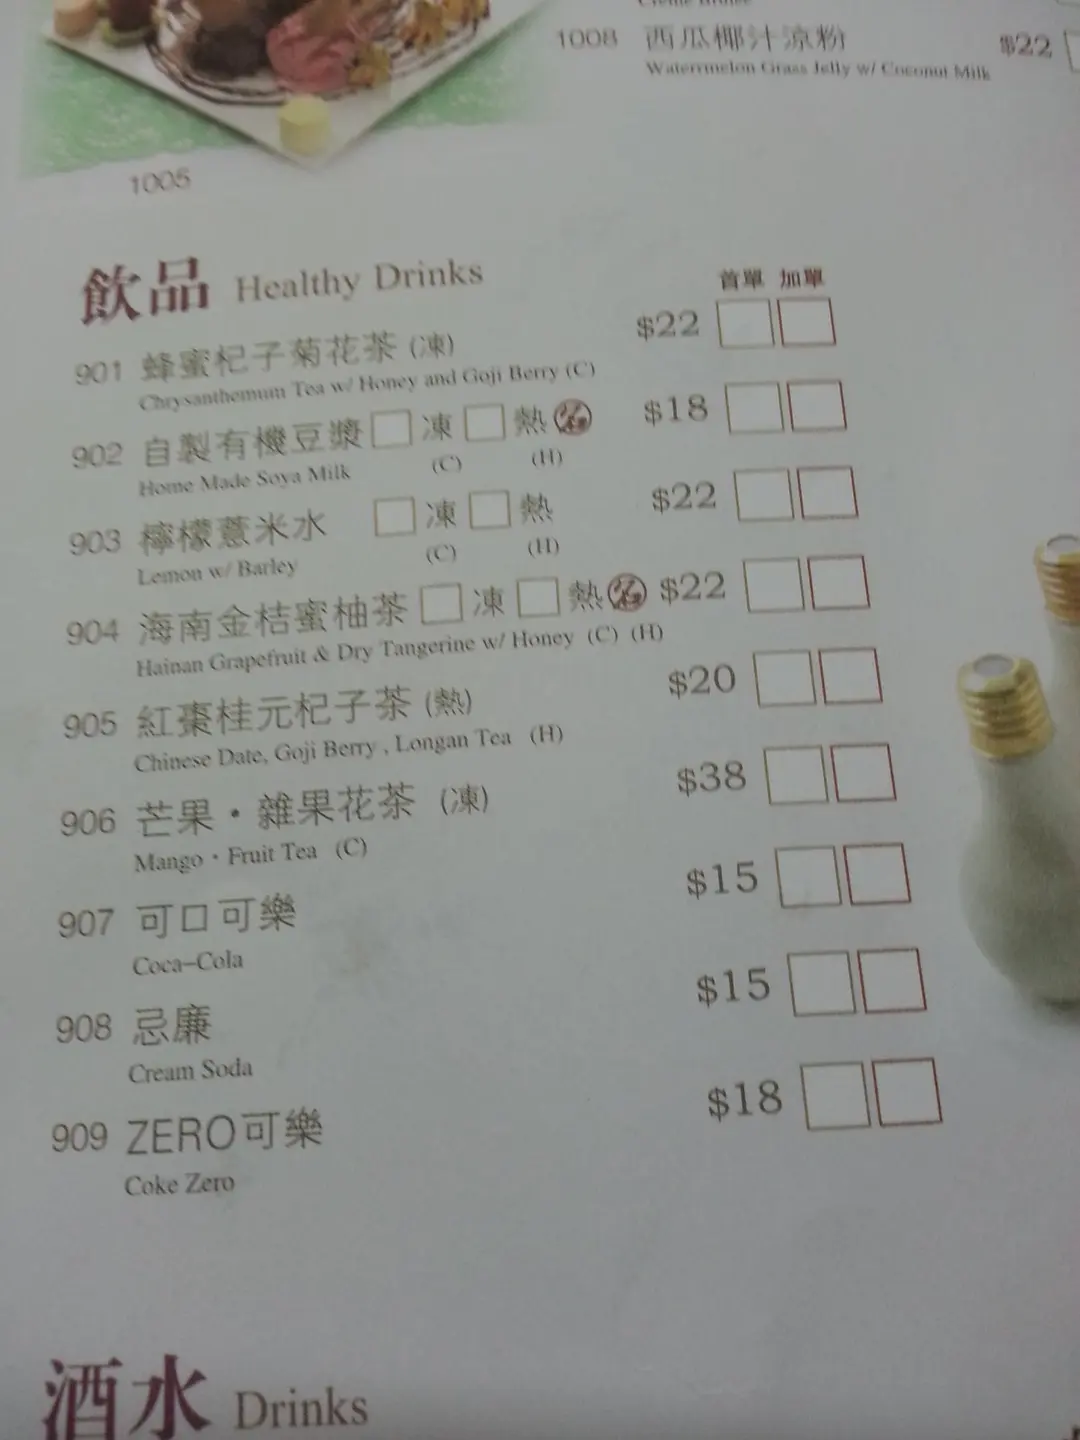 1008 西瓜椰汁涼粉 $22
Watermelon Grass Jelly w/ Coconut Milk
1005
飲品 Healthy Drinks
首單 加單
901 蜂蜜杞子菊花茶 (凍) $22
Chrysanthemum Tea w/ Honey and Goji Berry (C)
902 自製有機豆漿 凍 熱 $18
Home Made Soya Milk (C) (H)
903 檸檬薏米水 凍 熱 $22
Lemon w/ Barley (C) (H)
904 海南金桔蜜柚茶 凍 熱 $22
Hainan Grapefruit & Dry Tangerine w/ Honey (C) (H)
905 紅棗桂元杞子茶 (熱) $20
Chinese Date, Goji Berry , Longan Tea (H)
906 芒果・雜果花茶 (凍) $38
Mango・Fruit Tea (C)
907 可口可樂 $15
Coca-Cola
908 忌廉 $15
Cream Soda
909 ZERO可樂 $18
Coke Zero
酒水 Drinks